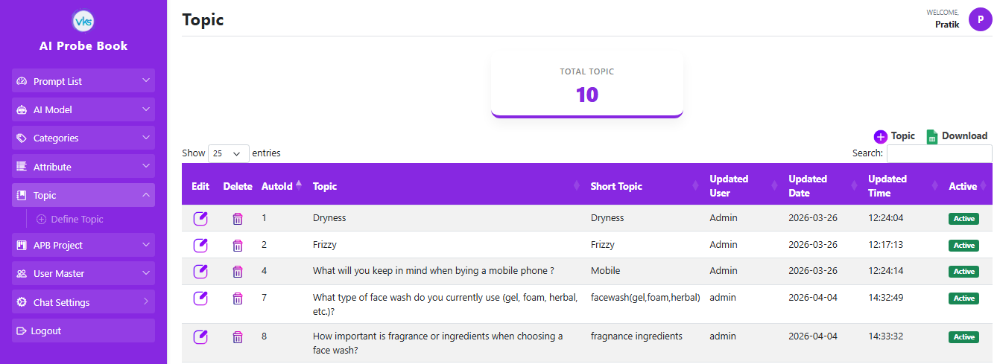 vks
AI Probe Book
Prompt List
AI Model
Categories
Attribute
Topic
Define Topic
APB Project
User Master
Chat Settings
Logout
Topic
WELCOME,
Pratik
P
TOTAL TOPIC
10
Topic Download
Show 25 entries Search:
Edit Delete AutoId Topic Short Topic Updated User Updated Date Updated Time Active
1 Dryness Dryness Admin 2026-03-26 12:24:04 Active
2 Frizzy Frizzy Admin 2026-03-26 12:17:13 Active
4 What will you keep in mind when bying a mobile phone ? Mobile Admin 2026-03-26 12:24:14 Active
7 What type of face wash do you currently use (gel, foam, herbal, facewash(gel,foam,herbal) admin 2026-04-04 14:32:49 Active
etc.)?
8 How important is fragrance or ingredients when choosing a fragnance ingredients admin 2026-04-04 14:33:32 Active
face wash?